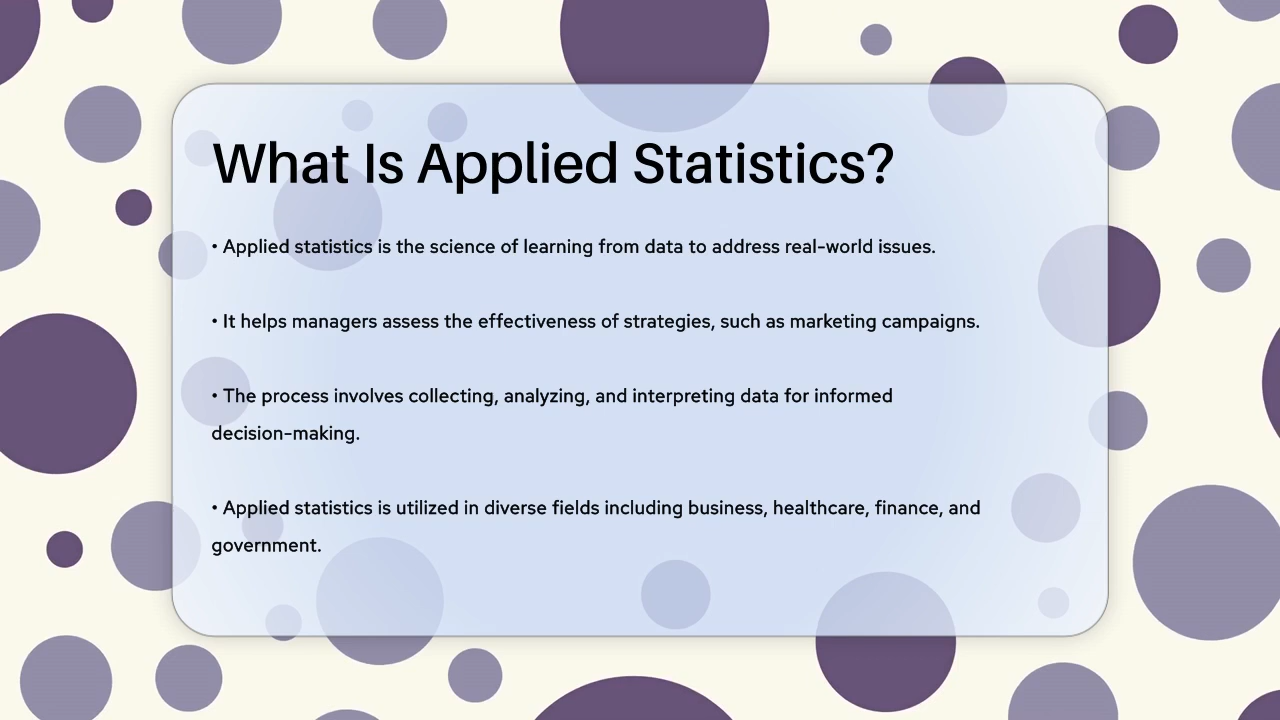 What Is Applied Statistics?
• Applied statistics is the science of learning from data to address real-world issues.
• It helps managers assess the effectiveness of strategies, such as marketing campaigns.
• The process involves collecting, analyzing, and interpreting data for informed
decision-making.
• Applied statistics is utilized in diverse fields including business, healthcare, finance, and
government.